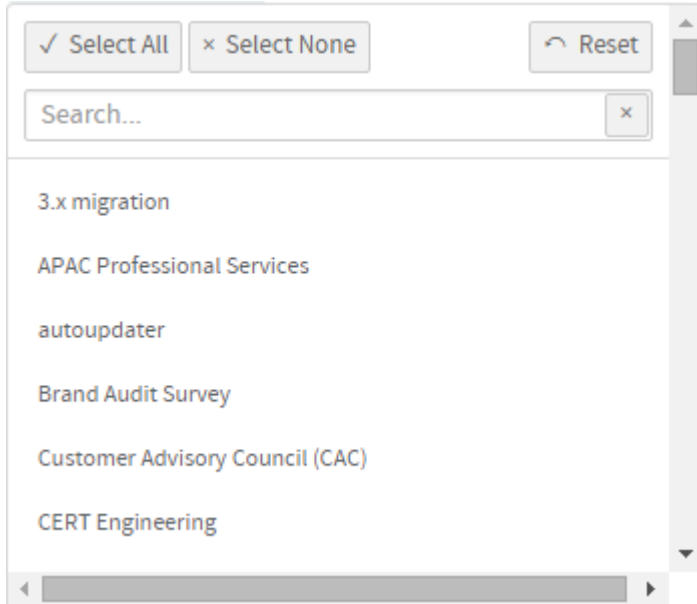 ✓ Select All × Select None ↶ Reset
Search... ×
3.x migration
APAC Professional Services
autoupdater
Brand Audit Survey
Customer Advisory Council (CAC)
CERT Engineering